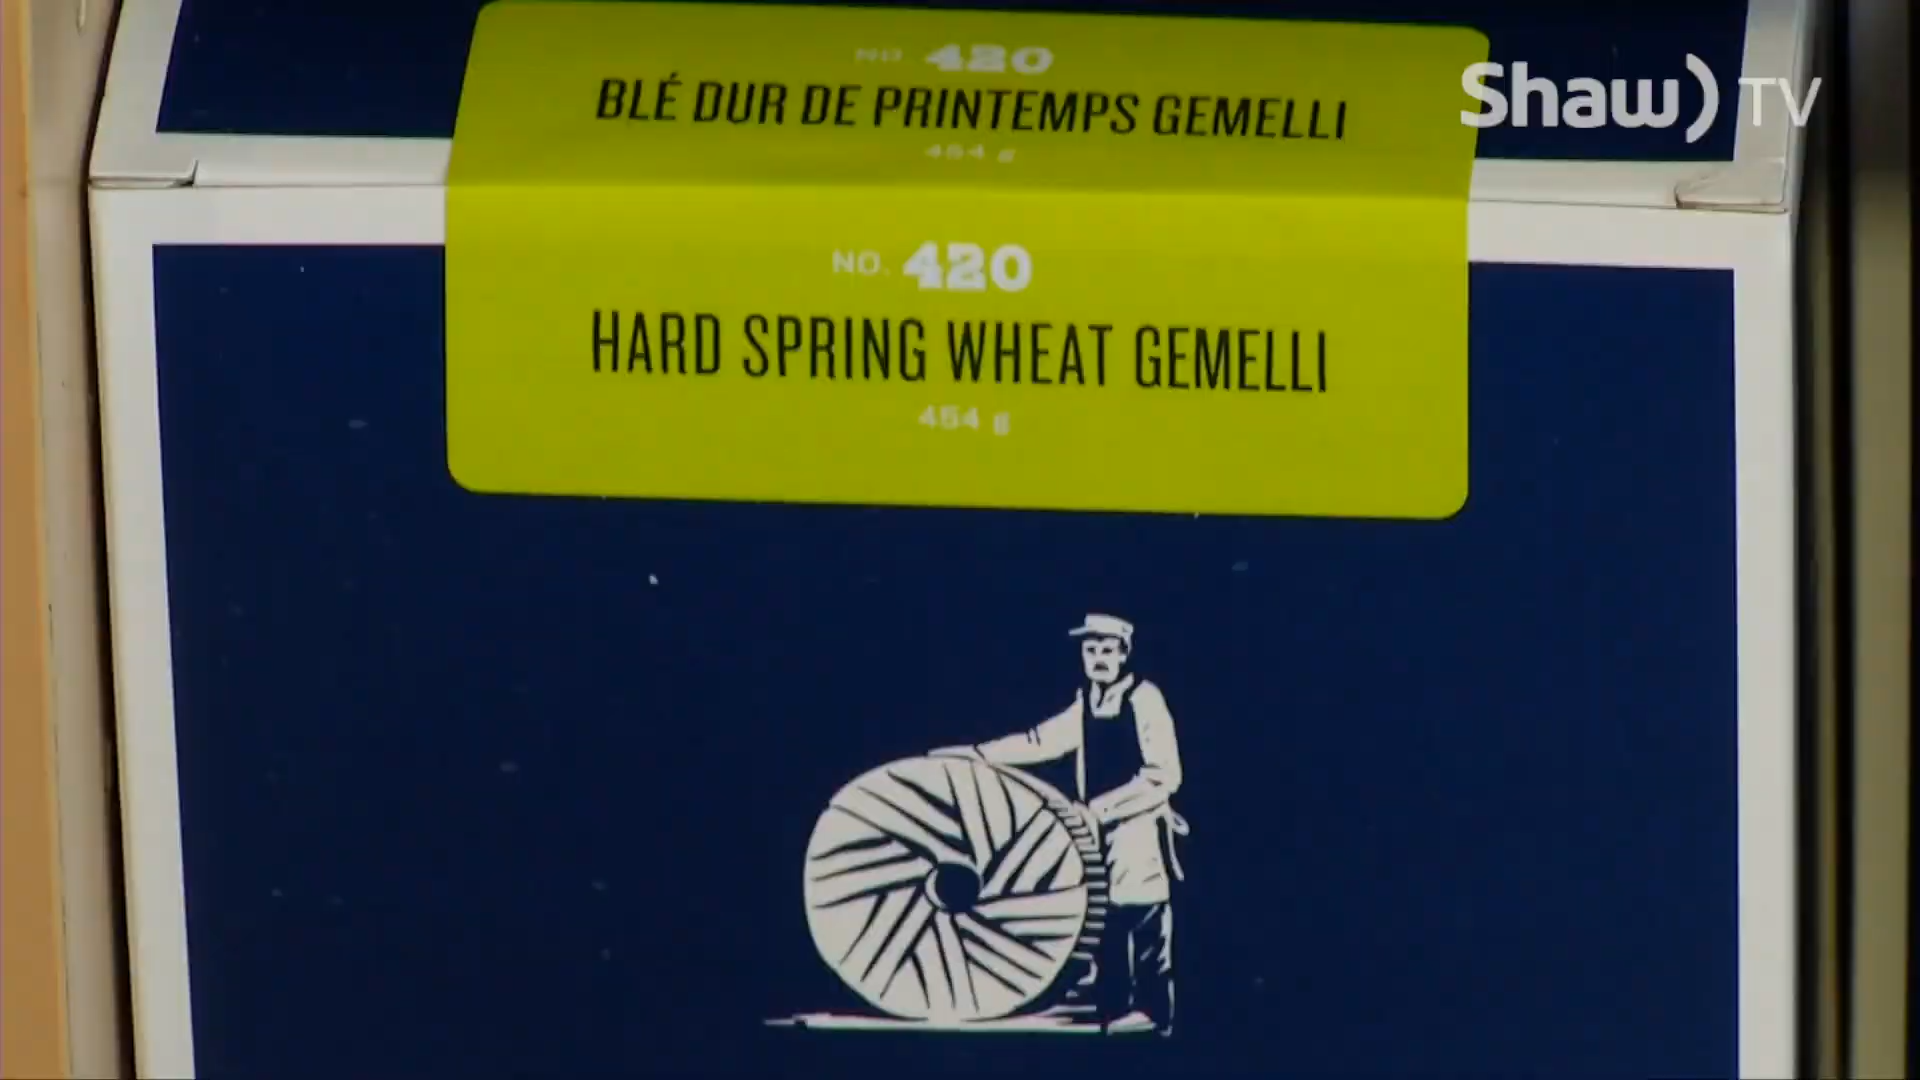 NO. 420
BLÉ DUR DE PRINTEMPS GEMELLI
454 g
Shaw) TV
NO. 420
HARD SPRING WHEAT GEMELLI
454 g